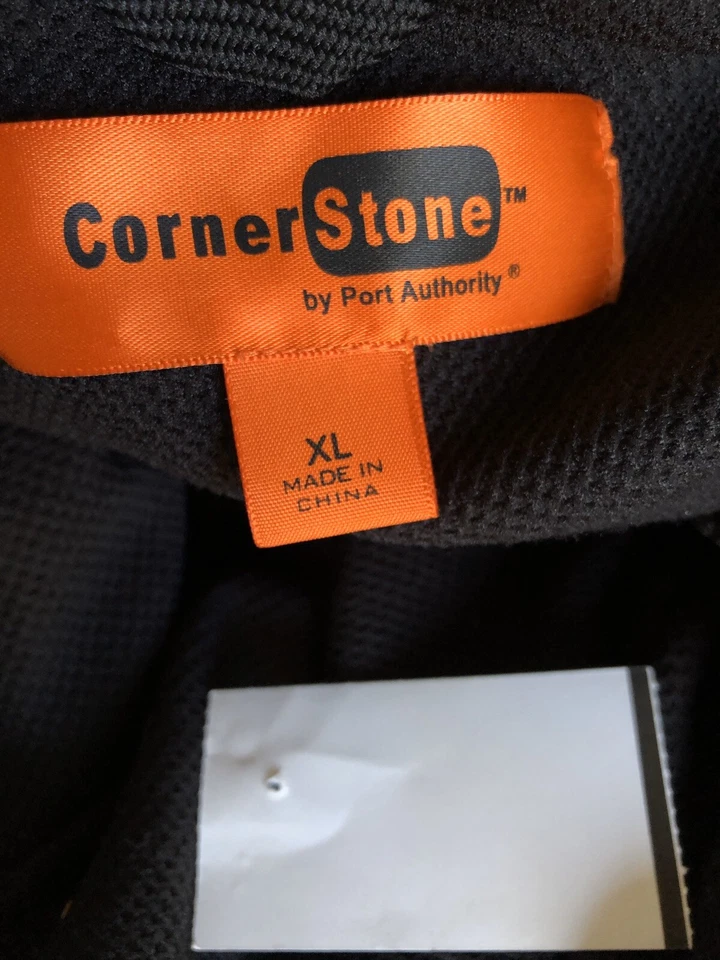 CornerStone™
by Port Authority®
XL
MADE IN
CHINA